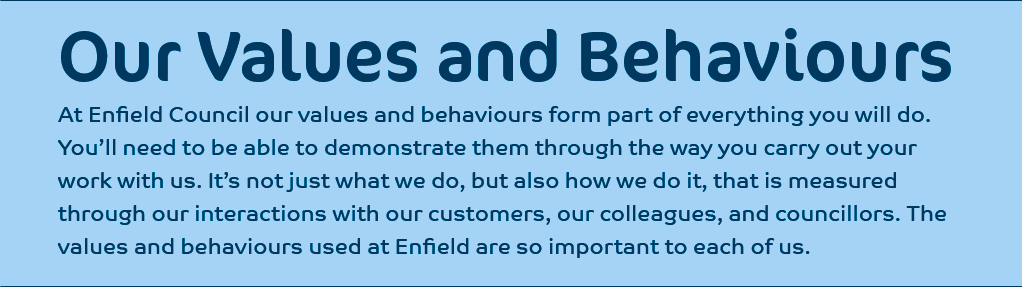 Our Values and Behaviours
At Enfield Council our values and behaviours form part of everything you will do.
You’ll need to be able to demonstrate them through the way you carry out your
work with us. It’s not just what we do, but also how we do it, that is measured
through our interactions with our customers, our colleagues, and councillors. The
values and behaviours used at Enfield are so important to each of us.